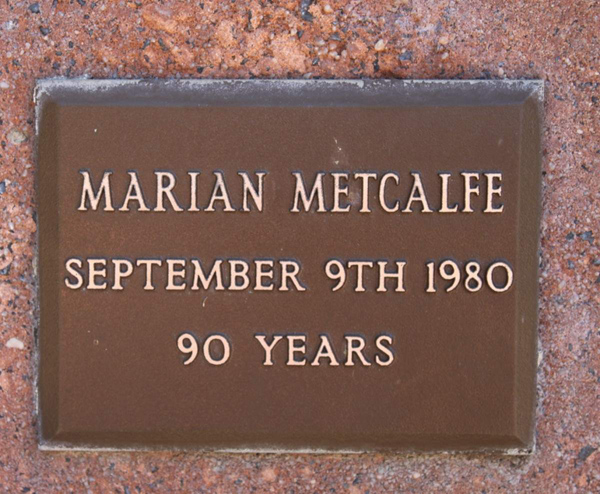 MARIAN METCALFE
SEPTEMBER 9TH 1980
90 YEARS